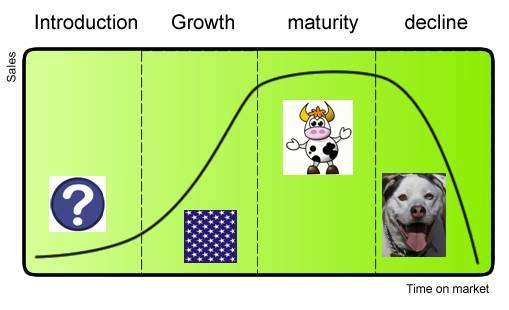 Introduction Growth maturity decline
Sales
?
Time on market